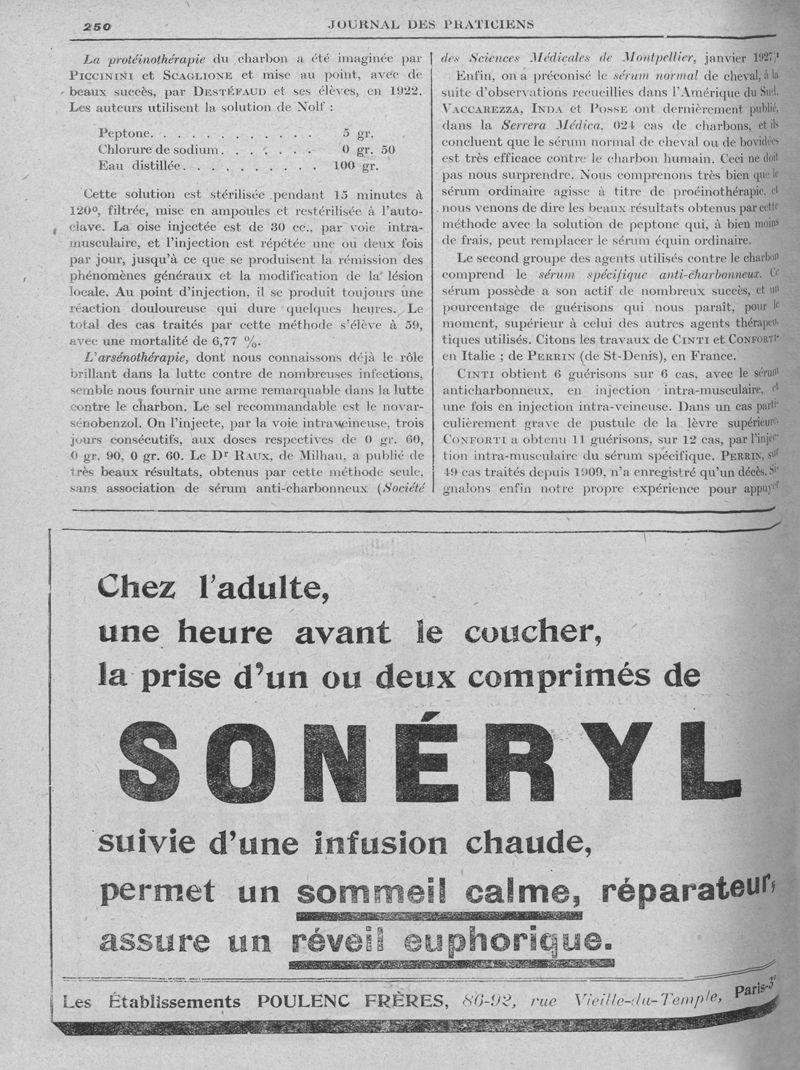 250
JOURNAL DES PRATICIENS
La protéinothérapie du charbon a été imaginée par
PICCININI et SCAGLIONE et mise au point, avec de
beaux succès, par DESTÉFAUD et ses élèves, en 1922.
Les auteurs utilisent la solution de Nolf :
Peptone. . . . . . . . . . . . 5 gr.
Chlorure de sodium. . . . . . . 0 gr. 50
Eau distillée. . . . . . . . . . 100 gr.
Cette solution est stérilisée pendant 15 minutes à
120°, filtrée, mise en ampoules et restérilisée à l'auto-
clave. La oise injectée est de 30 cc., par voie intra-
musculaire, et l'injection est répétée une ou deux fois
par jour, jusqu'à ce que se produisent la rémission des
phénomènes généraux et la modification de la lésion
locale. Au point d'injection, il se produit toujours une
réaction douloureuse qui dure quelques heures. Le
total des cas traités par cette méthode s'élève à 59,
avec une mortalité de 6,77 %.
L'arsénothérapie, dont nous connaissons déjà le rôle
brillant dans la lutte contre de nombreuses infections,
semble nous fournir une arme remarquable dans la lutte
contre le charbon. Le sel recommandable est le novar-
sénobenzol. On l'injecte, par la voie intraveineuse, trois
jours consécutifs, aux doses respectives de 0 gr. 60,
0 gr. 90, 0 gr. 60. Le Dr RAUX, de Milhau, a publié de
très beaux résultats, obtenus par cette méthode seule,
sans association de sérum anti-charbonneux (Société
des Sciences Médicales de Montpellier, janvier 1927)
Enfin, on a préconisé le sérum normal de cheval, à la
suite d'observations recueillies dans l'Amérique du Sud.
VACCAREZZA, INDA et POSSE ont dernièrement publié,
dans la Serrera Médica, 024 cas de charbons, et ils
concluent que le sérum normal de cheval ou de bovidées
est très efficace contre le charbon humain. Ceci ne doit
pas nous surprendre. Nous comprenons très bien que le
sérum ordinaire agisse à titre de proéinothérapie, et
nous venons de dire les beaux résultats obtenus par cette
méthode avec la solution de peptone qui, à bien moins
de frais, peut remplacer le sérum équin ordinaire.
Le second groupe des agents utilisés contre le charbon
comprend le sérum spécifique anti-charbonneux. Ce
sérum possède a son actif de nombreux succès, et un
pourcentage de guérisons qui nous paraît, pour le
moment, supérieur à celui des autres agents thérapeu-
tiques utilisés. Citons les travaux de CINTI et CONFORTI
en Italie ; de PERRIN (de St-Denis), en France.
CINTI obtient 6 guérisons sur 6 cas, avec le sérum
anticharbonneux, en injection intra-musculaire, et
une fois en injection intra-veineuse. Dans un cas parti-
culièrement grave de pustule de la lèvre supérieure.
CONFORTI a obtenu 11 guérisons, sur 12 cas, par l'injec-
tion intra-musculaire du sérum spécifique. PERRIN, sur
49 cas traités depuis 1909, n'a enregistré qu'un décès. Si-
gnalons enfin notre propre expérience pour appuyer
Chez l'adulte,
une heure avant le coucher,
la prise d'un ou deux comprimés de
SONÉRYL
suivie d'une infusion chaude,
permet un sommeil calme, réparateur,
assure un réveil euphorique.
Les Établissements POULENC FRÈRES, 86-92, rue Vieille-du-Temple, Paris-3e